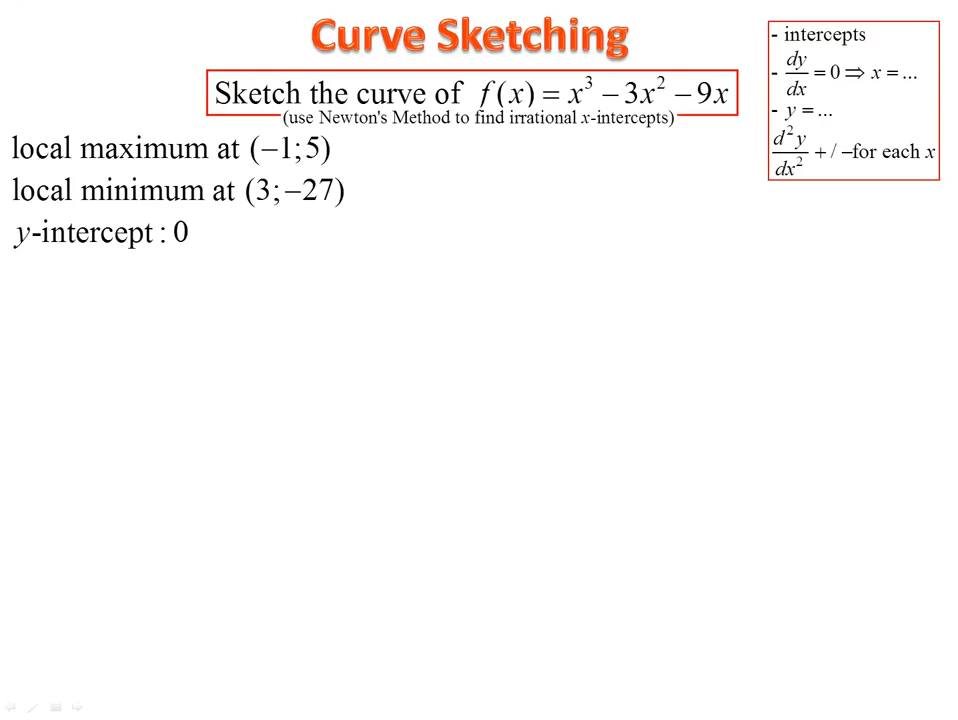 Curve Sketching
Sketch the curve of f(x) = x³ − 3x² − 9x
(use Newton's Method to find irrational x-intercepts)
- intercepts
- dy/dx = 0 ⇒ x = ...
- y = ...
d²y/dx² + / − for each x
local maximum at (−1; 5)
local minimum at (3; −27)
y-intercept : 0